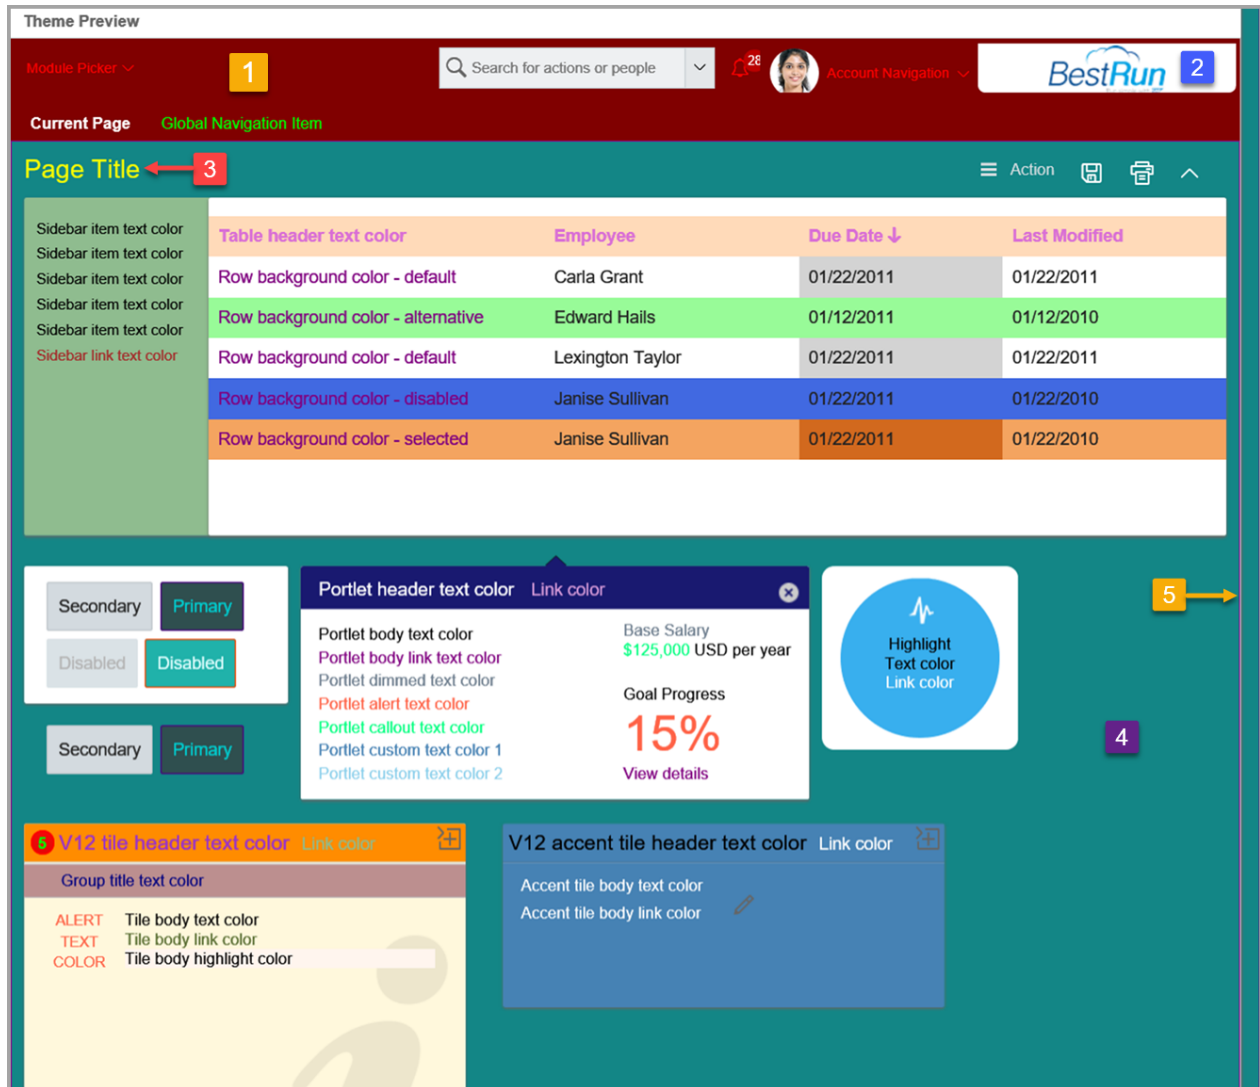 Theme Preview
Module Picker
1
Search for actions or people
28
Account Navigation
BestRun
2
Current Page Global Navigation Item
Page Title
3
Action
Sidebar item text color
Sidebar item text color
Sidebar item text color
Sidebar item text color
Sidebar item text color
Sidebar link text color
Table header text color Employee Due Date Last Modified
Row background color - default Carla Grant 01/22/2011 01/22/2011
Row background color - alternative Edward Hails 01/12/2011 01/12/2010
Row background color - default Lexington Taylor 01/22/2011 01/22/2011
Row background color - disabled Janise Sullivan 01/22/2011 01/22/2010
Row background color - selected Janise Sullivan 01/22/2011 01/22/2010
Secondary Primary
Disabled Disabled
Secondary Primary
Portlet header text color Link color
Portlet body text color
Portlet body link text color
Portlet dimmed text color
Portlet alert text color
Portlet callout text color
Portlet custom text color 1
Portlet custom text color 2
Base Salary
$125,000 USD per year
Goal Progress
15%
View details
Highlight
Text color
Link color
5
4
5 V12 tile header text color Link color
Group title text color
ALERT
TEXT
COLOR
Tile body text color
Tile body link color
Tile body highlight color
V12 accent tile header text color Link color
Accent tile body text color
Accent tile body link color